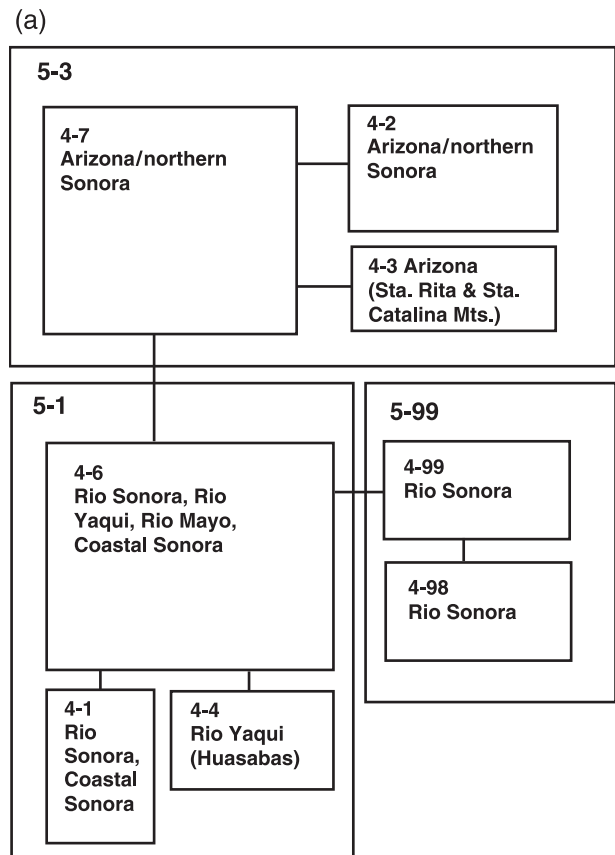 (a)
5-3
4-7
Arizona/northern
Sonora
4-2
Arizona/northern
Sonora
4-3 Arizona
(Sta. Rita & Sta.
Catalina Mts.)
5-1
4-6
Rio Sonora, Rio
Yaqui, Rio Mayo,
Coastal Sonora
4-1
Rio
Sonora,
Coastal
Sonora
4-4
Rio Yaqui
(Huasabas)
5-99
4-99
Rio Sonora
4-98
Rio Sonora